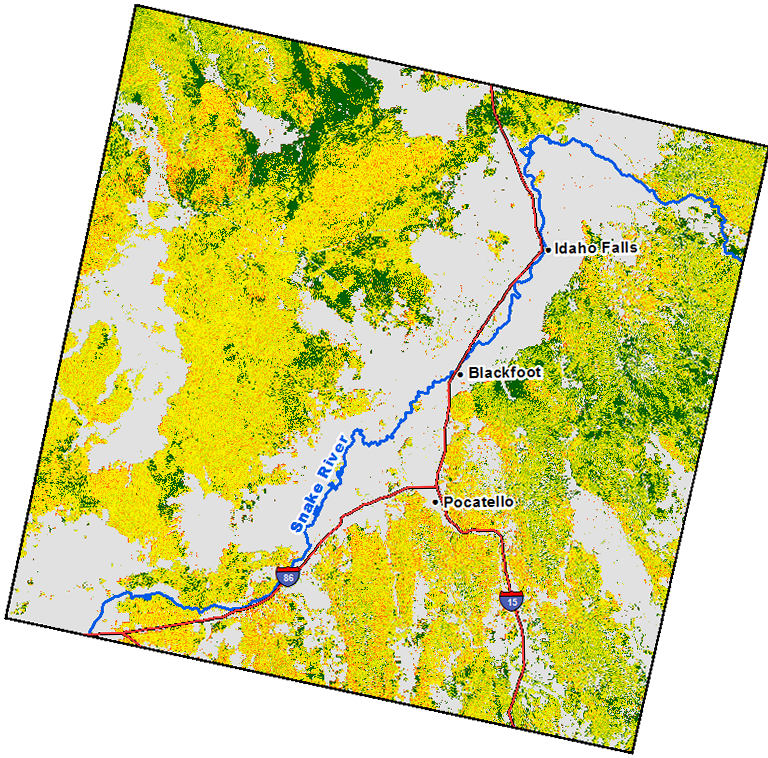 Idaho Falls
Blackfoot
Snake River
Pocatello
86
15